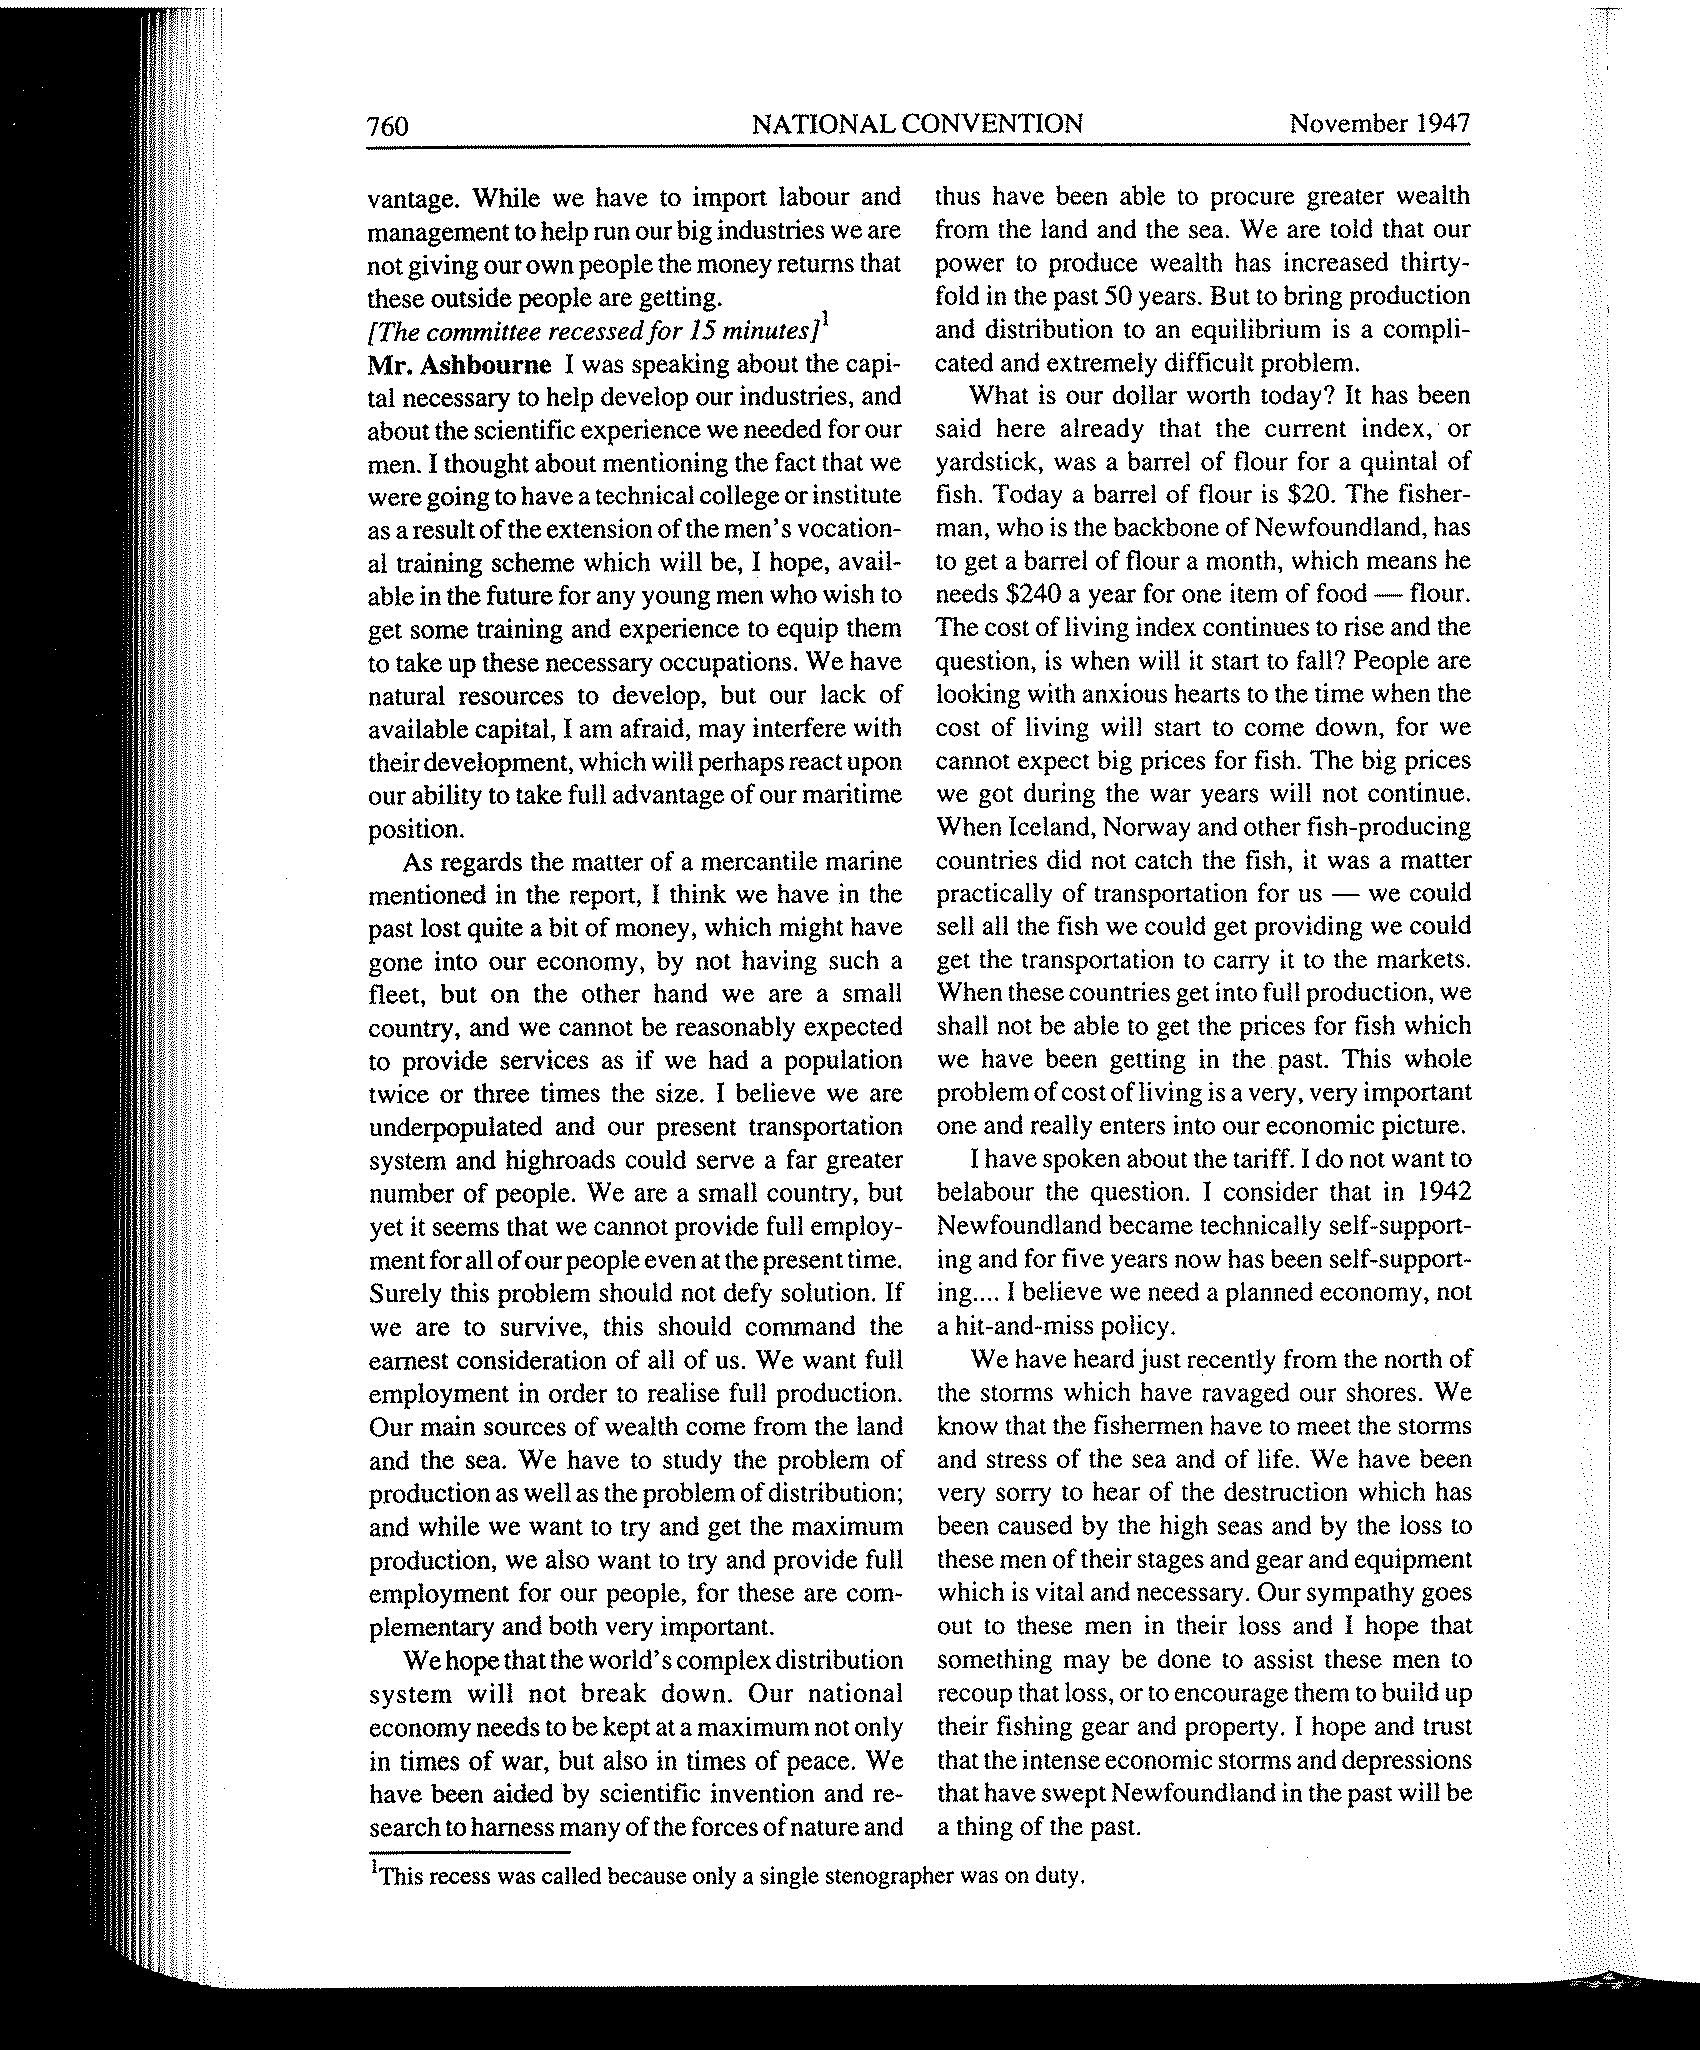 760 NATIONAL CONVENTION November 1947
vantage. While we have to import labour and
management to help run our big industries we are
not giving our own people the money returns that
these outside people are getting.
[The committee recessed for 15 minutes]1
Mr. Ashbourne I was speaking about the capi-
tal necessary to help develop our industries, and
about the scientific experience we needed for our
men. I thought about mentioning the fact that we
were going to have a technical college or institute
as a result of the extension of the men's vocation-
al training scheme which will be, I hope, avail-
able in the future for any young men who wish to
get some training and experience to equip them
to take up these necessary occupations. We have
natural resources to develop, but our lack of
available capital, I am afraid, may interfere with
their development, which will perhaps react upon
our ability to take full advantage of our maritime
position.
As regards the matter of a mercantile marine
mentioned in the report, I think we have in the
past lost quite a bit of money, which might have
gone into our economy, by not having such a
fleet, but on the other hand we are a small
country, and we cannot be reasonably expected
to provide services as if we had a population
twice or three times the size. I believe we are
underpopulated and our present transportation
system and highroads could serve a far greater
number of people. We are a small country, but
yet it seems that we cannot provide full employ-
ment for all of our people even at the present time.
Surely this problem should not defy solution. If
we are to survive, this should command the
earnest consideration of all of us. We want full
employment in order to realise full production.
Our main sources of wealth come from the land
and the sea. We have to study the problem of
production as well as the problem of distribution;
and while we want to try and get the maximum
production, we also want to try and provide full
employment for our people, for these are com-
plementary and both very important.
We hope that the world's complex distribution
system will not break down. Our national
economy needs to be kept at a maximum not only
in times of war, but also in times of peace. We
have been aided by scientific invention and re-
search to harness many of the forces of nature and
thus have been able to procure greater wealth
from the land and the sea. We are told that our
power to produce wealth has increased thirty-
fold in the past 50 years. But to bring production
and distribution to an equilibrium is a compli-
cated and extremely difficult problem.
What is our dollar worth today? It has been
said here already that the current index, or
yardstick, was a barrel of flour for a quintal of
fish. Today a barrel of flour is $20. The fisher-
man, who is the backbone of Newfoundland, has
to get a barrel of flour a month, which means he
needs $240 a year for one item of food — flour.
The cost of living index continues to rise and the
question, is when will it start to fall? People are
looking with anxious hearts to the time when the
cost of living will start to come down, for we
cannot expect big prices for fish. The big prices
we got during the war years will not continue.
When Iceland, Norway and other fish-producing
countries did not catch the fish, it was a matter
practically of transportation for us — we could
sell all the fish we could get providing we could
get the transportation to carry it to the markets.
When these countries get into full production, we
shall not be able to get the prices for fish which
we have been getting in the past. This whole
problem of cost of living is a very, very important
one and really enters into our economic picture.
I have spoken about the tariff. I do not want to
belabour the question. I consider that in 1942
Newfoundland became technically self-support-
ing and for five years now has been self-support-
ing.... I believe we need a planned economy, not
a hit-and-miss policy.
We have heard just recently from the north of
the storms which have ravaged our shores. We
know that the fishermen have to meet the storms
and stress of the sea and of life. We have been
very sorry to hear of the destruction which has
been caused by the high seas and by the loss to
these men of their stages and gear and equipment
which is vital and necessary. Our sympathy goes
out to these men in their loss and I hope that
something may be done to assist these men to
recoup that loss, or to encourage them to build up
their fishing gear and property. I hope and trust
that the intense economic storms and depressions
that have swept Newfoundland in the past will be
a thing of the past.
1This recess was called because only a single stenographer was on duty.